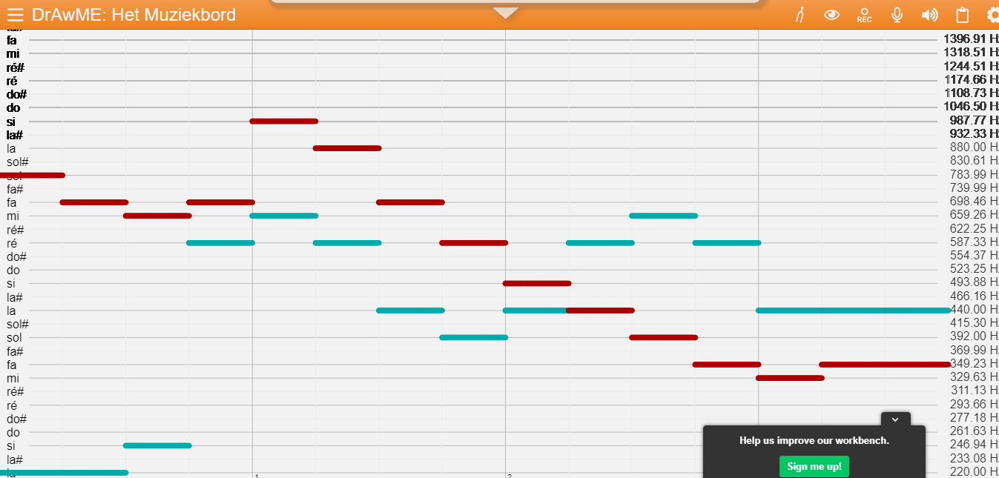 DrAwME: Het Muziekbord
REC
fa 1396.91 H
mi 1318.51 H
ré# 1244.51 H
ré 1174.66 H
do# 1108.73 H
do 1046.50 H
si 987.77 H
la# 932.33 H
la 880.00 H
sol# 830.61 H
sol 783.99 H
fa# 739.99 H
fa 698.46 H
mi 659.26 H
ré# 622.25 H
ré 587.33 H
do# 554.37 H
do 523.25 H
si 493.88 H
la# 466.16 H
la 440.00 H
sol# 415.30 H
sol 392.00 H
fa# 369.99 H
fa 349.23 H
mi 329.63 H
ré# 311.13 H
ré 293.66 H
do# 277.18 H
do 261.63 H
si 246.94 H
la# 233.08 H
la 220.00 H
1 2
Help us improve our workbench.
Sign me up!